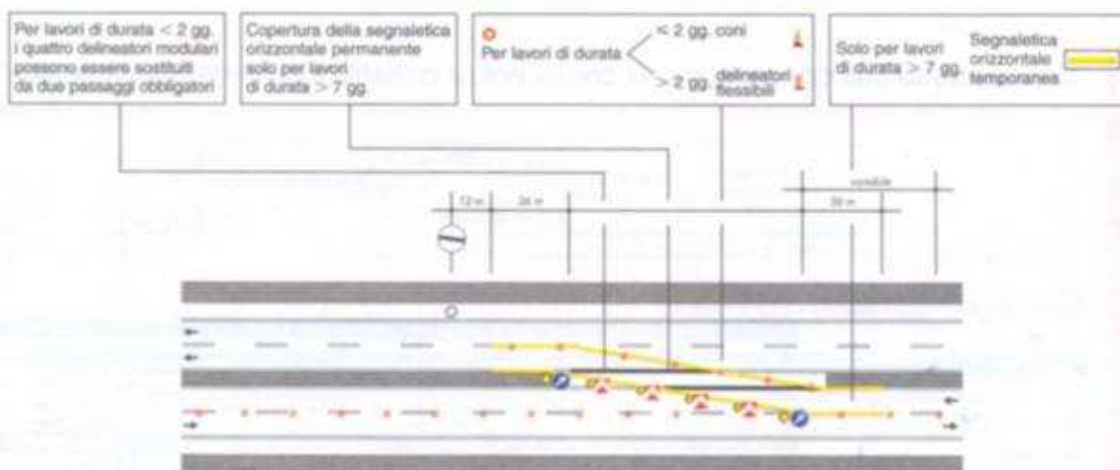 Per lavori di durata < 2 gg.
i quattro delineatori modulari
possono essere sostituiti
da due passaggi obbligatori
Copertura della segnaletica
orizzontale permanente
solo per lavori
di durata > 7 gg.
Per lavori di durata
< 2 gg. coni
> 2 gg. delineatori
flessibili
Solo per lavori
di durata > 7 gg.
Segnaletica
orizzontale
temporanea
variabile
12 m
36 m
36 m